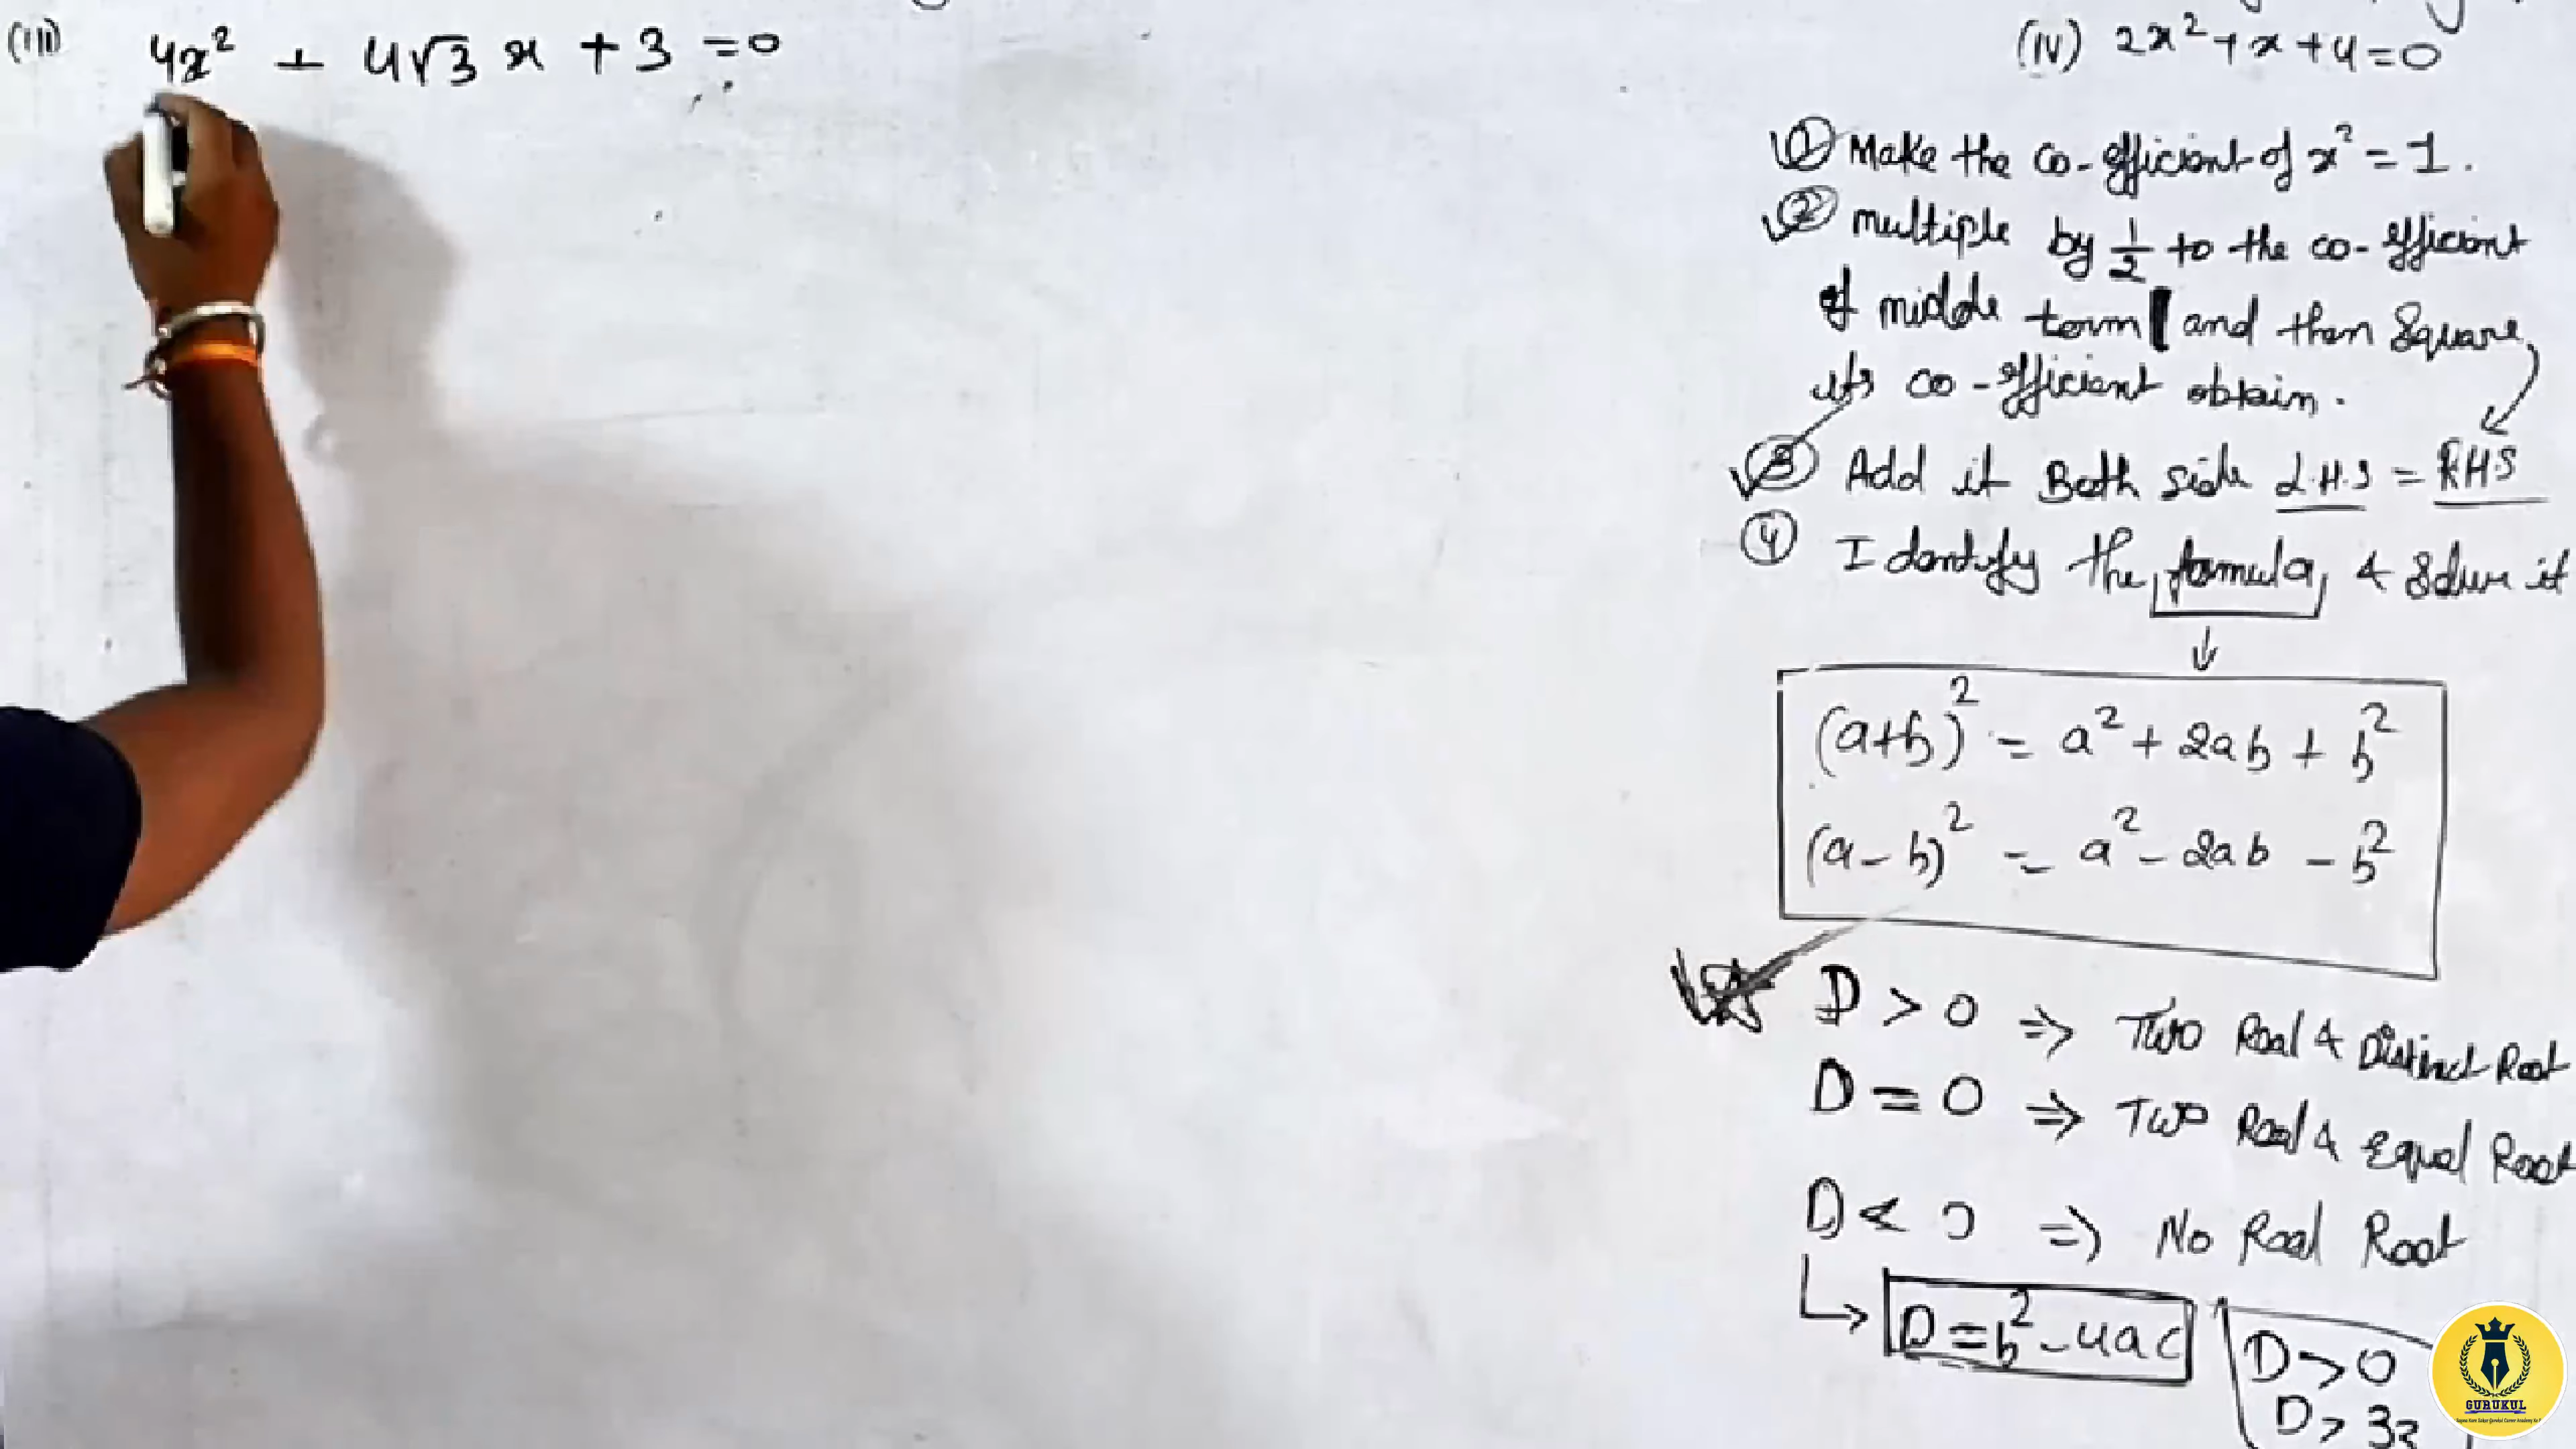 (iii) 4x² + 4√3 x + 3 = 0
(iv) 2x² + x + 4 = 0
① Make the co-efficient of x² = 1.
② multiple by 1/2 to the co-efficient
of middle term and then square
its co-efficient obtain.
③ Add it Both side L.H.S = RHS
④ Identify the formula & solve it
↓
(a+b)² = a² + 2ab + b²
(a-b)² = a² - 2ab - b²
D > 0 ⇒ Two Real & Distinct Root
D = 0 ⇒ Two Real & Equal Root
D < 0 ⇒ No Real Root
↳ D = b² - 4ac
D > 0
GURUKUL